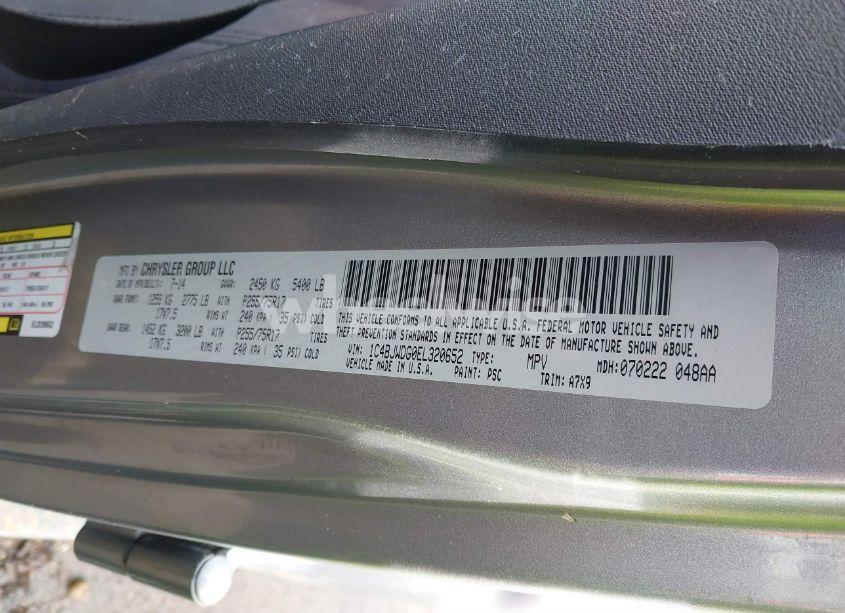 MFD BY CHRYSLER GROUP LLC
DATE OF MFR/BUILT: 7-14 GVWR: 2450 KG 5400 LB
GAWR FRONT: 1255 KG 2775 LB WITH P255/75R17 TIRES
17X7.5 RIMS AT 240 KPA ( 35 PSI) COLD
GAWR REAR: 1452 KG 3200 LB WITH P255/75R17 TIRES
17X7.5 RIMS AT 240 KPA ( 35 PSI) COLD
THIS VEHICLE CONFORMS TO ALL APPLICABLE U.S.A. FEDERAL MOTOR VEHICLE SAFETY AND
THEFT PREVENTION STANDARDS IN EFFECT ON THE DATE OF MANUFACTURE SHOWN ABOVE.
VIN: 1C4BJWDG0EL320652 TYPE: MPV MDH:070222 048AA
VEHICLE MADE IN U.S.A. PAINT: PSC TRIM: A7X9